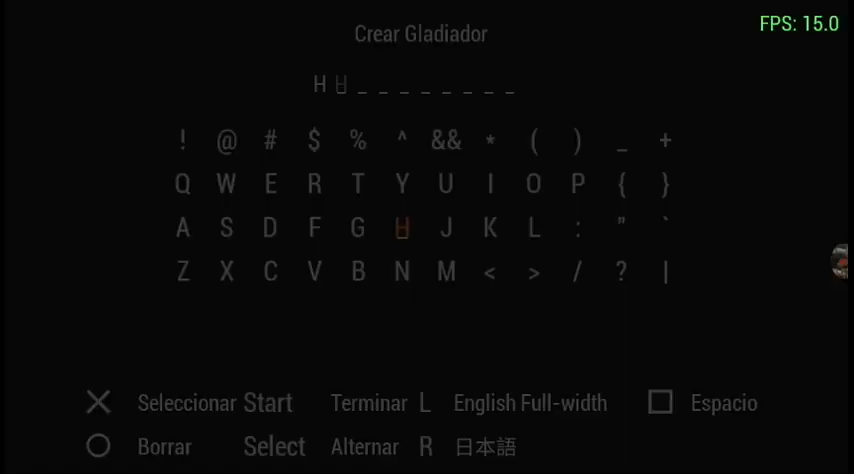 FPS: 15.0
Crear Gladiador
H H _ _ _ _ _ _ _ _
! @ # $ % ^ && * ( ) _ +
Q W E R T Y U I O P { }
A S D F G H J K L : " `
Z X C V B N M < > / ? |
Seleccionar Start Terminar L English Full-width Espacio
Borrar Select Alternar R 日本語